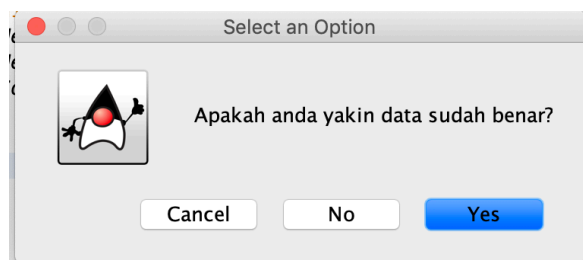 Select an Option
Apakah anda yakin data sudah benar?
Cancel No Yes